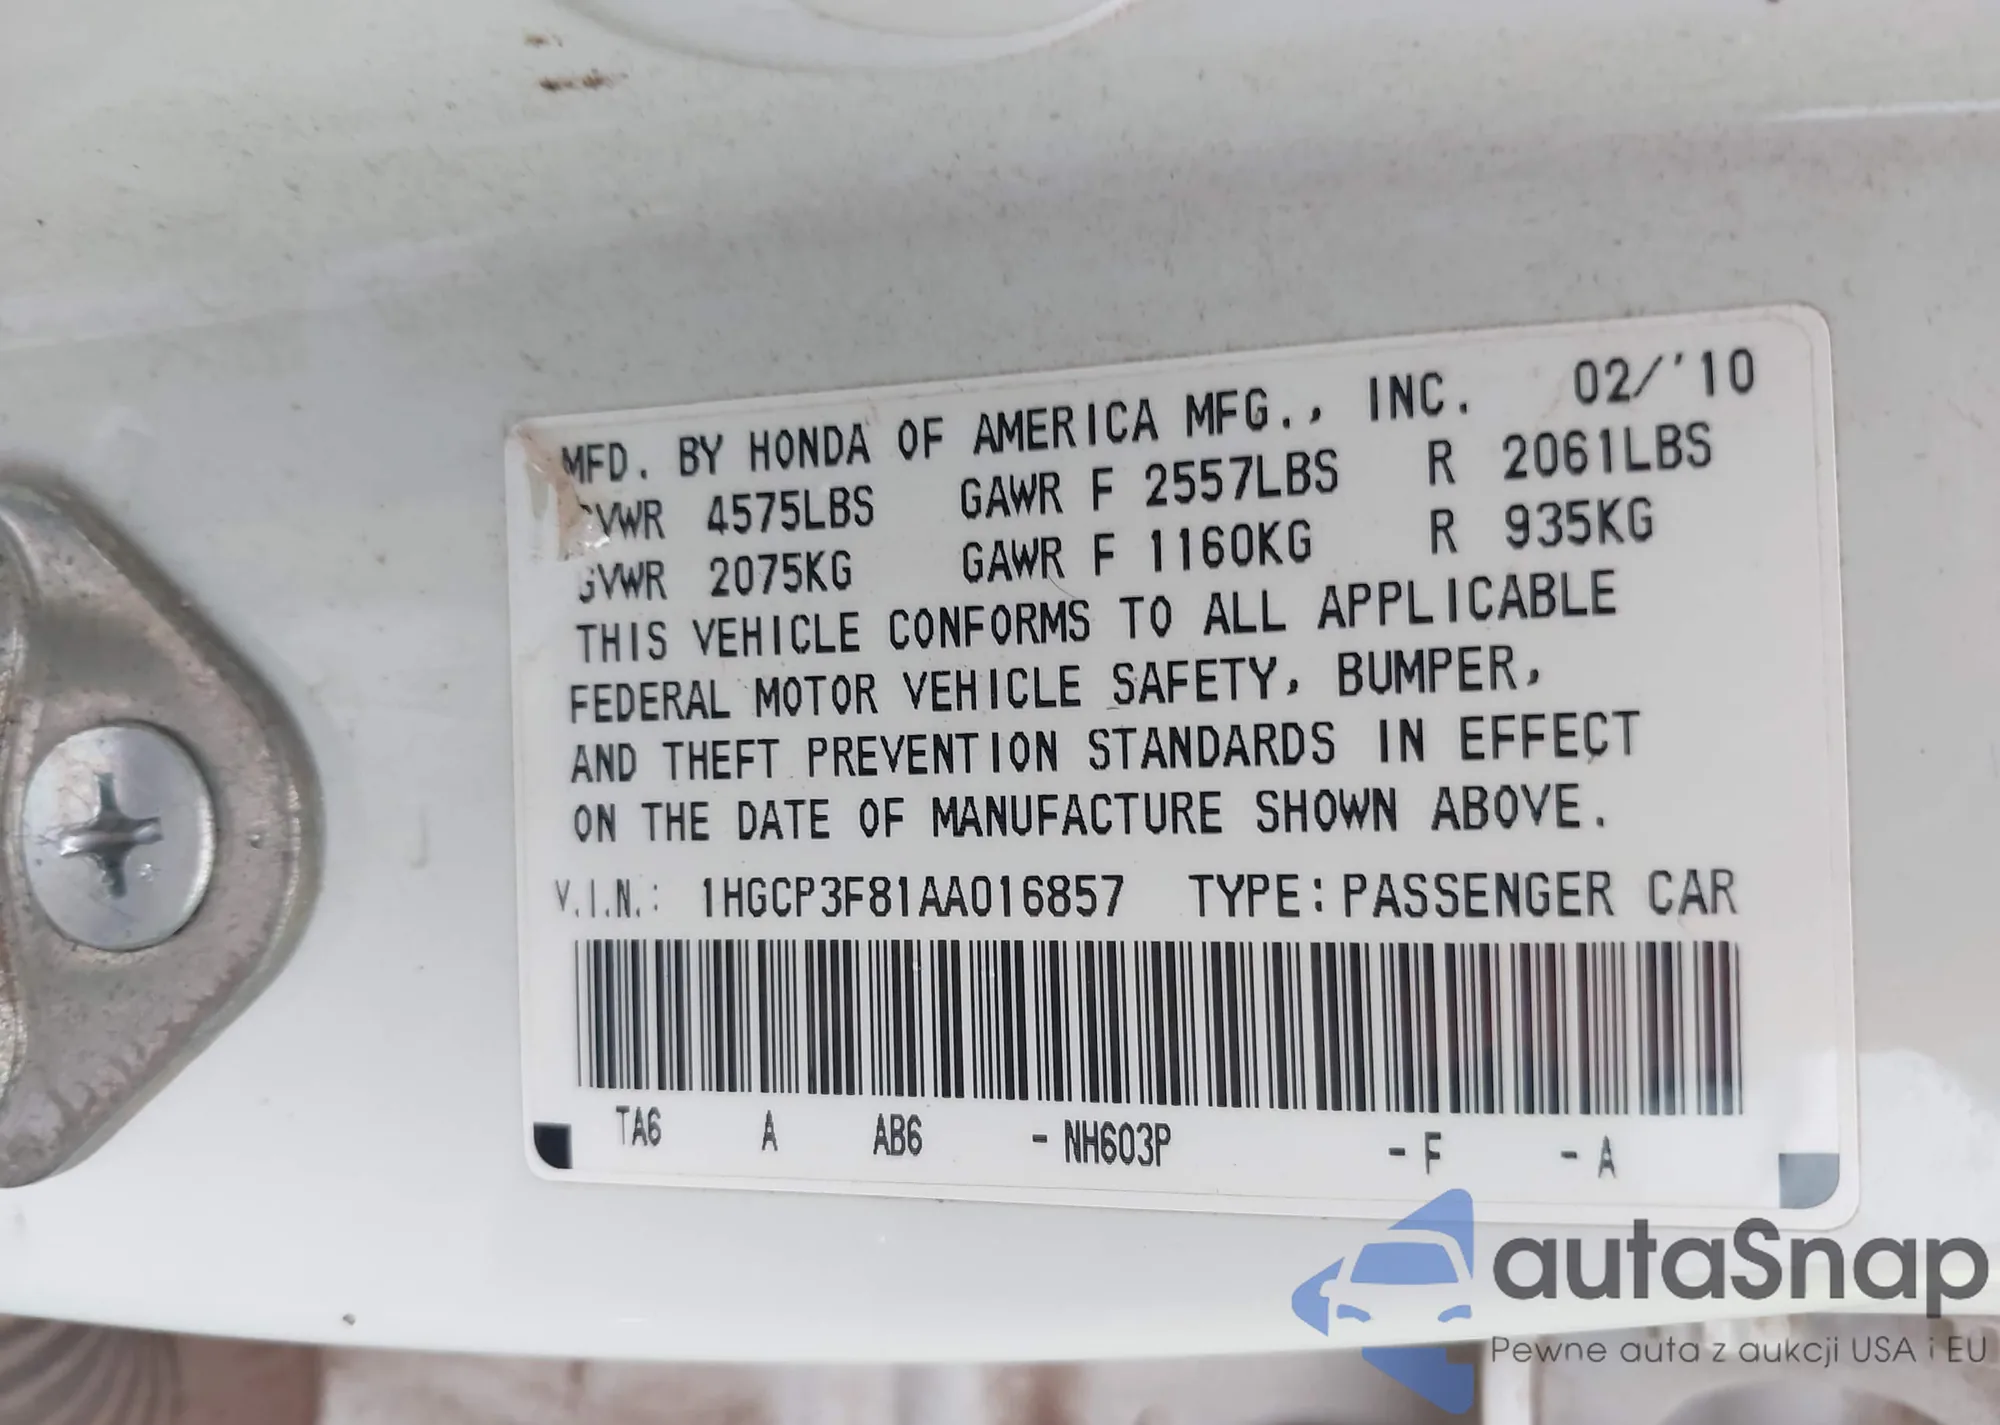 MFD. BY HONDA OF AMERICA MFG., INC. 02/'10
GVWR 4575LBS GAWR F 2557LBS R 2061LBS
GVWR 2075KG GAWR F 1160KG R 935KG
THIS VEHICLE CONFORMS TO ALL APPLICABLE
FEDERAL MOTOR VEHICLE SAFETY, BUMPER,
AND THEFT PREVENTION STANDARDS IN EFFECT
ON THE DATE OF MANUFACTURE SHOWN ABOVE.
V.I.N.: 1HGCP3F81AA016857 TYPE: PASSENGER CAR
TA6 A AB6 - NH603P - F - A
autaSnap
Pewne auta z aukcji USA i EU